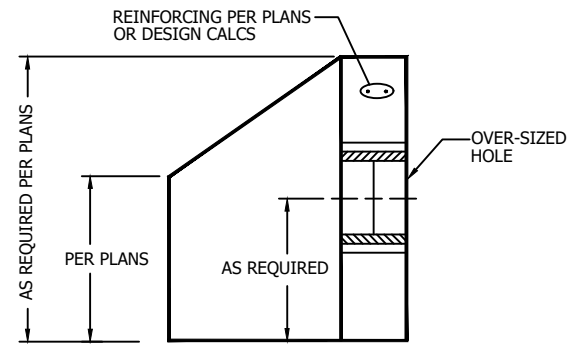 REINFORCING PER PLANS
OR DESIGN CALCS
OVER-SIZED
HOLE
AS REQUIRED PER PLANS
PER PLANS
AS REQUIRED